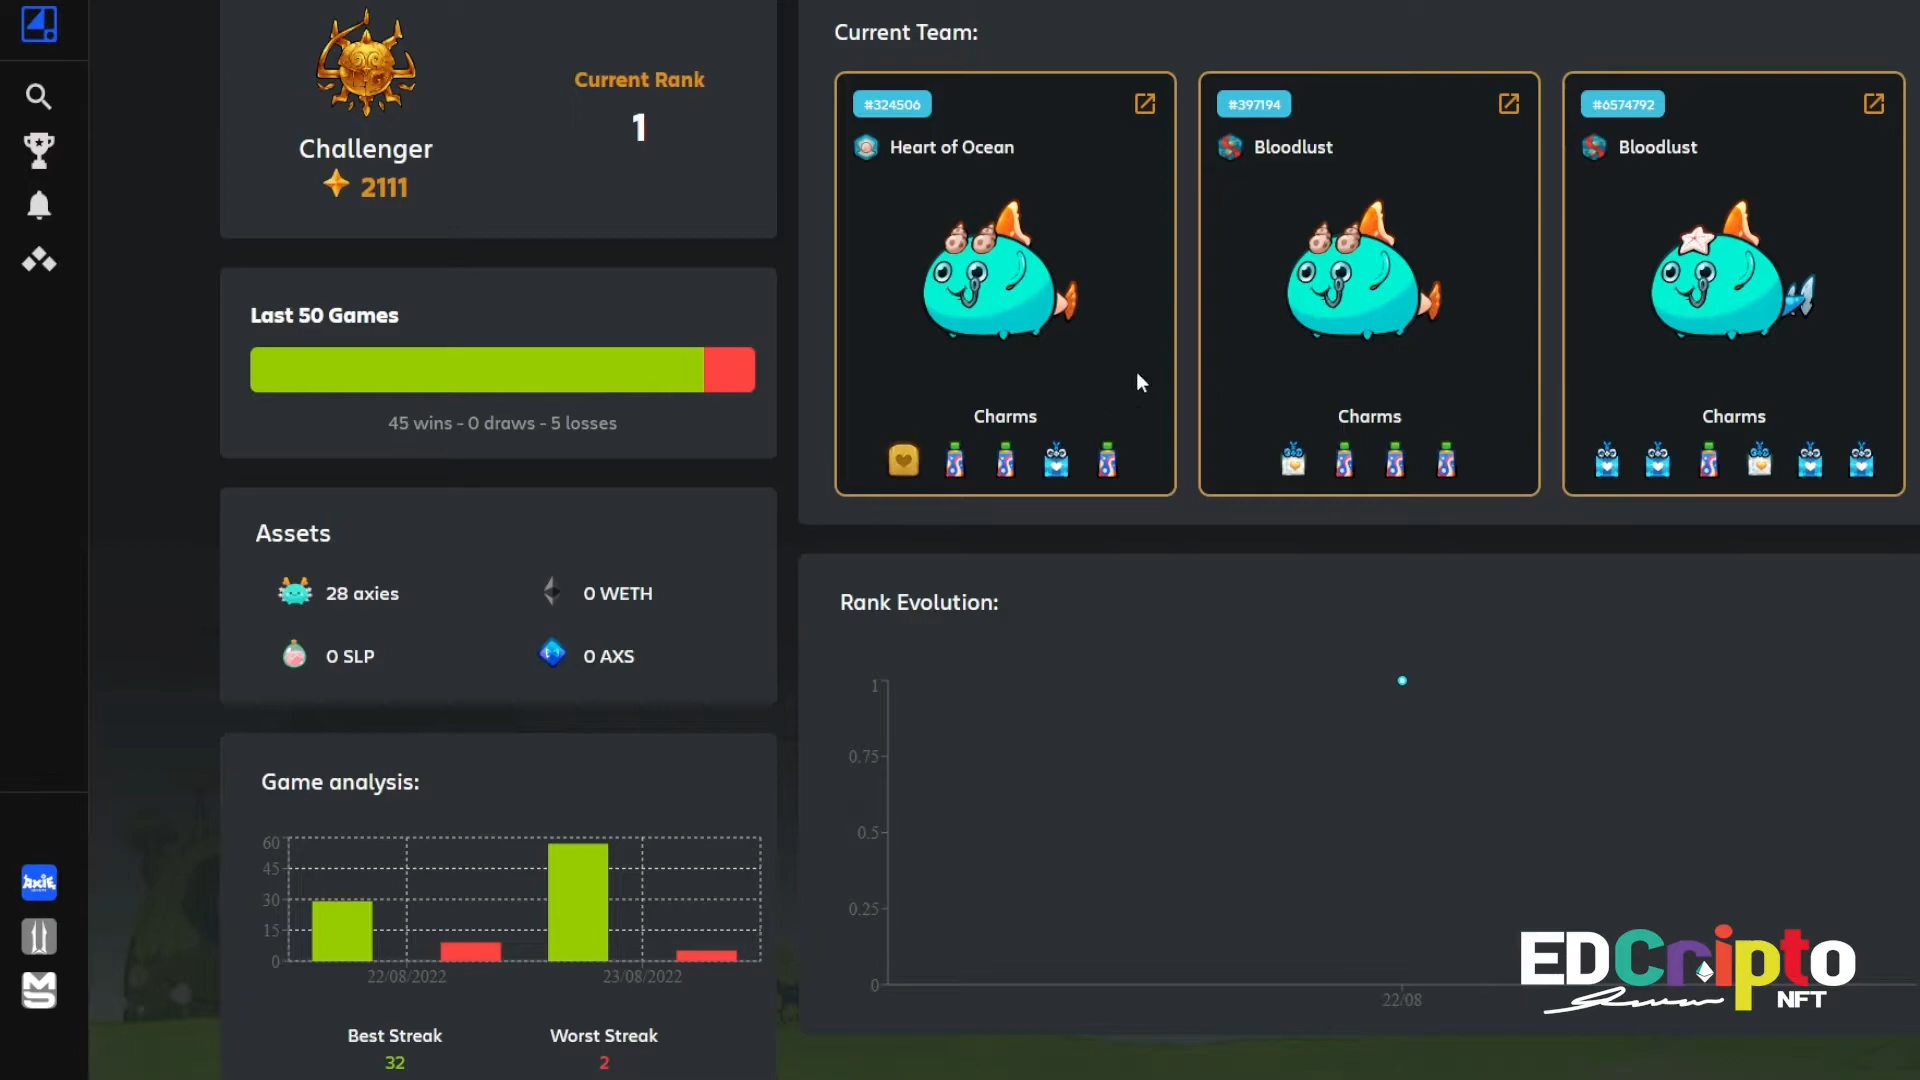 Challenger
2111
Current Rank
1
Last 50 Games
45 wins - 0 draws - 5 losses
Assets
28 axies
0 WETH
0 SLP
0 AXS
Game analysis:
60
45
30
15
0
22/08/2022
23/08/2022
Best Streak
32
Worst Streak
2
Current Team:
#324506
Heart of Ocean
Charms
#397194
Bloodlust
Charms
#6574792
Bloodlust
Charms
Rank Evolution:
1
0.75
0.5
0.25
0
22/08
EDCripto
NFT
AXIE
MS